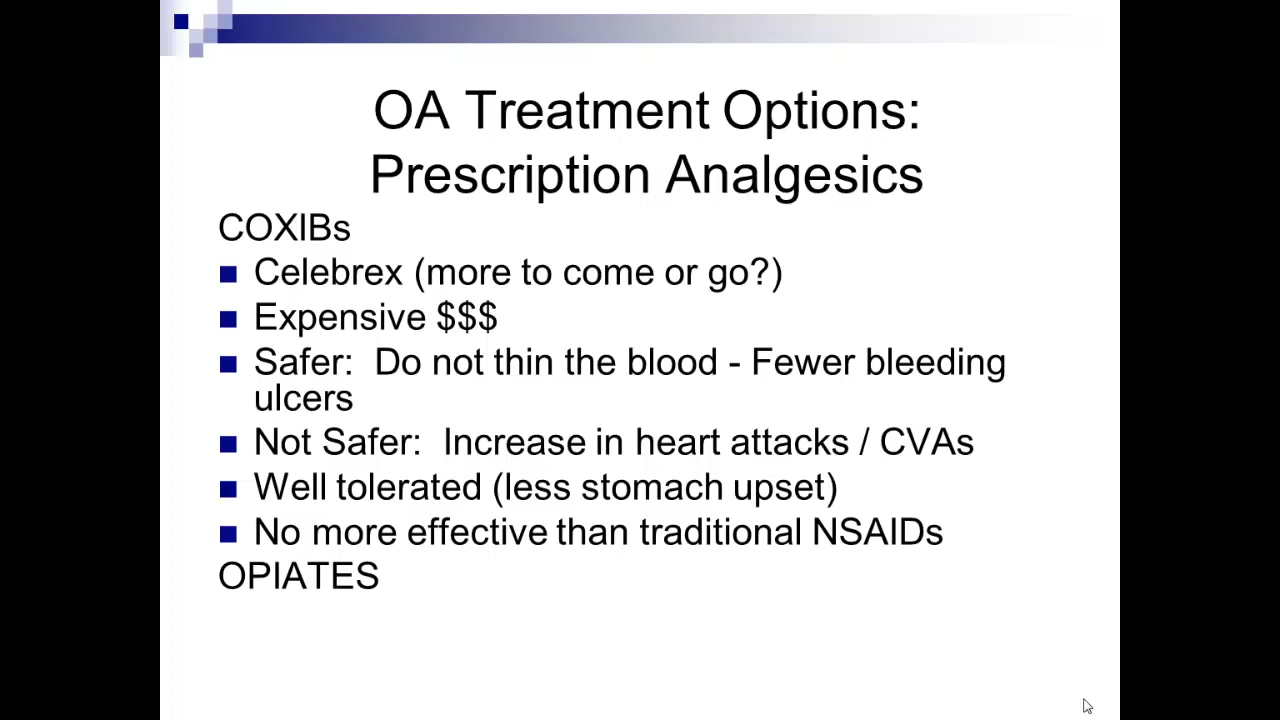 OA Treatment Options:
Prescription Analgesics
COXIBs
Celebrex (more to come or go?)
Expensive $$$
Safer:  Do not thin the blood - Fewer bleeding
ulcers
Not Safer:  Increase in heart attacks / CVAs
Well tolerated (less stomach upset)
No more effective than traditional NSAIDs
OPIATES